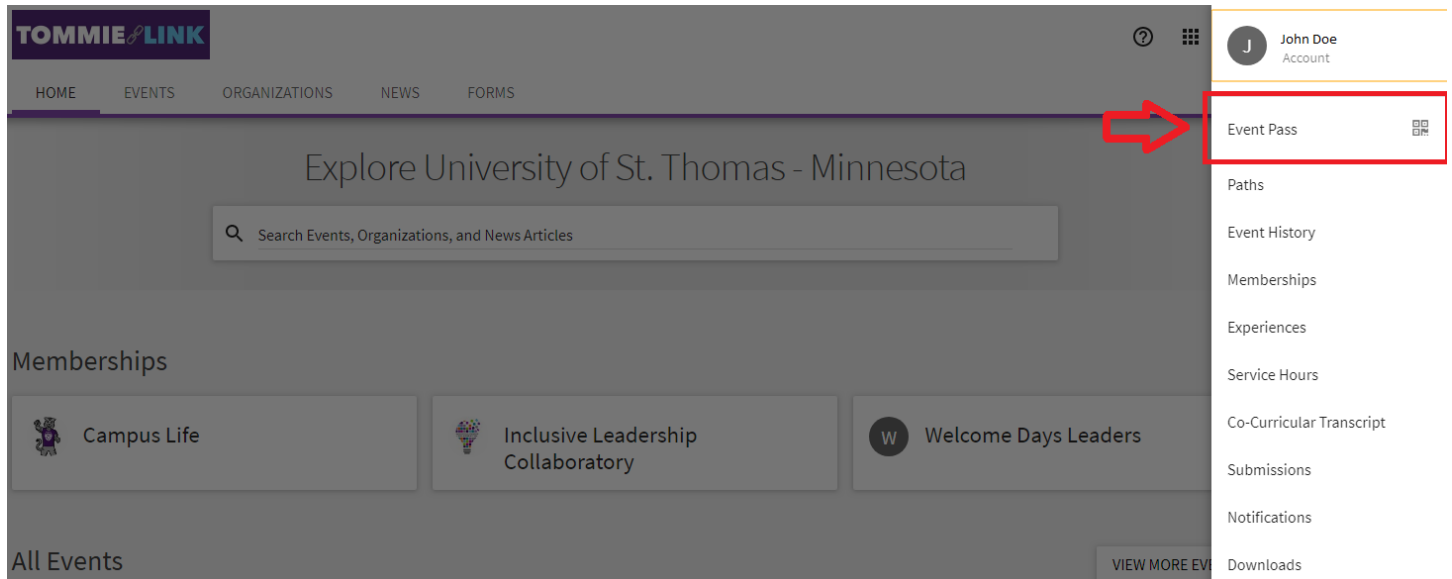 TOMMIE LINK
HOME EVENTS ORGANIZATIONS NEWS FORMS
Explore University of St. Thomas - Minnesota
Search Events, Organizations, and News Articles
Memberships
Campus Life
Inclusive Leadership
Collaboratory
W
Welcome Days Leaders
All Events
VIEW MORE
J
John Doe
Account
Event Pass
Paths
Event History
Memberships
Experiences
Service Hours
Co-Curricular Transcript
Submissions
Notifications
Downloads